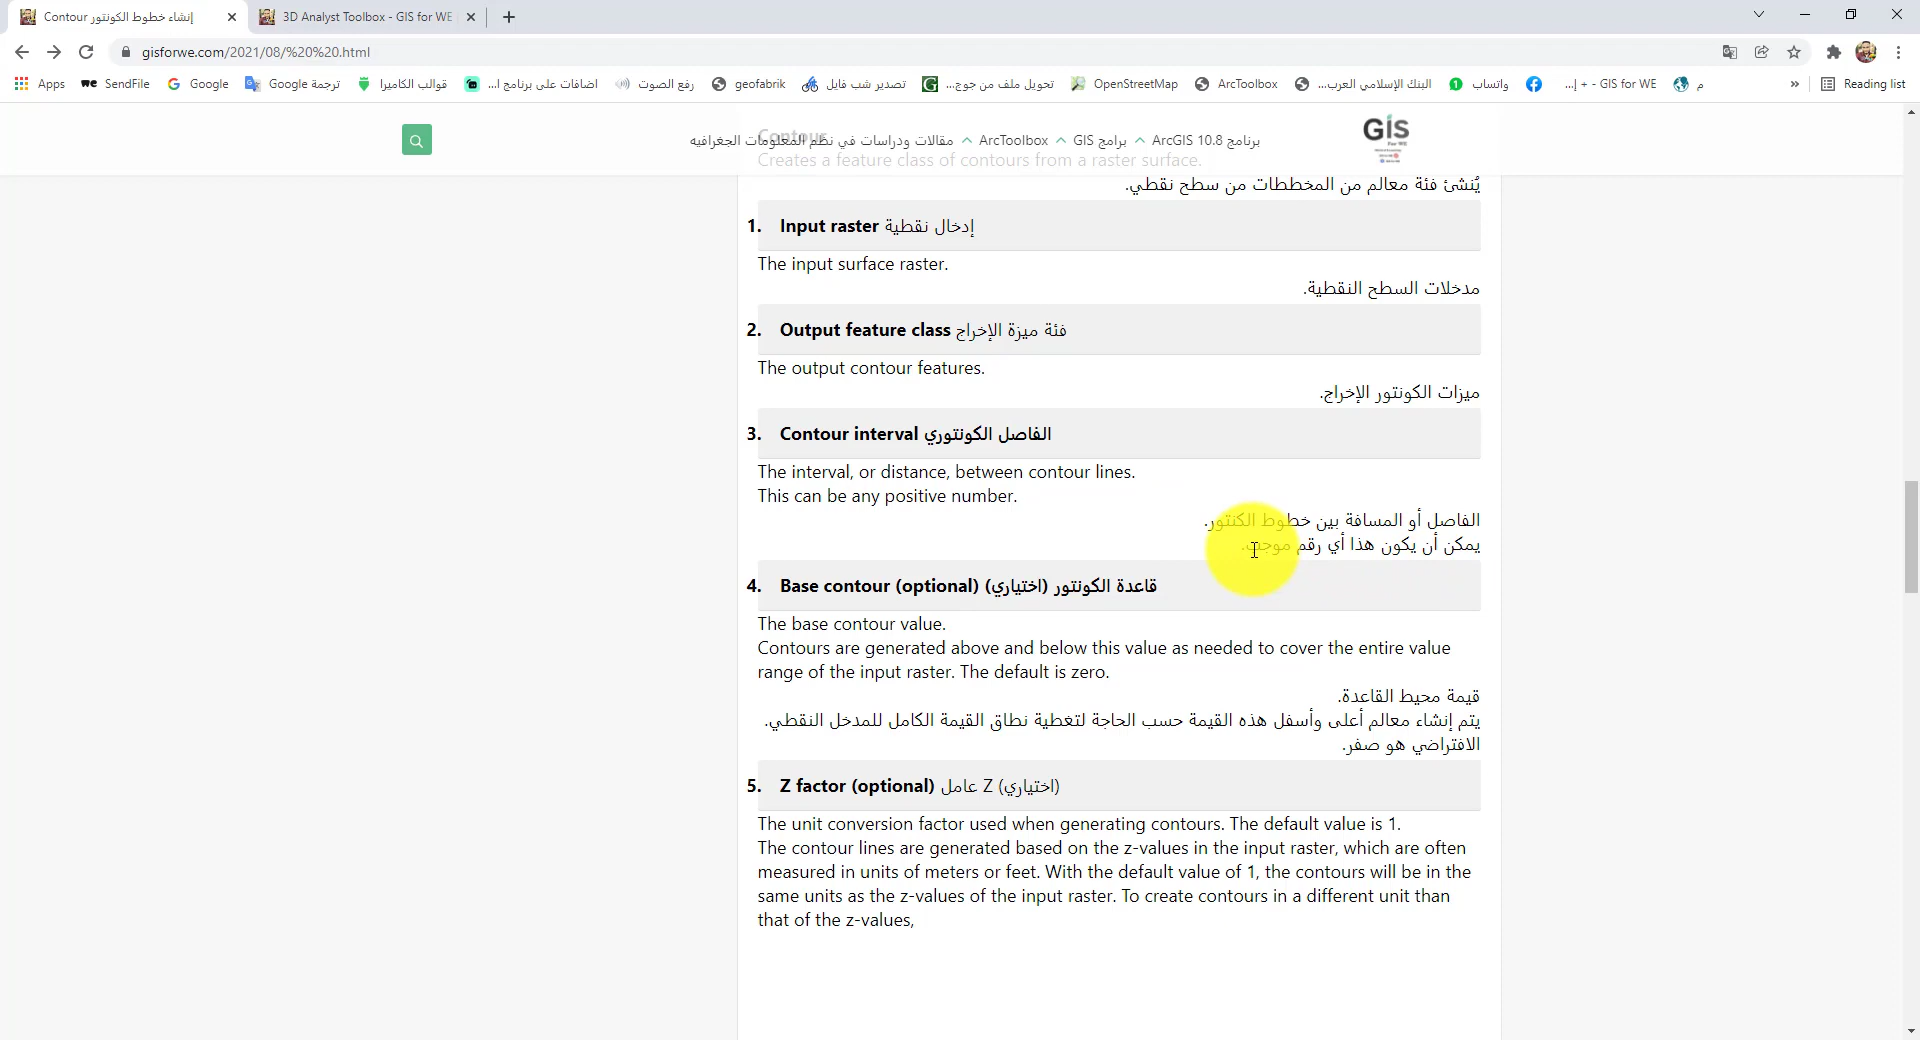 إنشاء خطوط الكونتور Contour
3D Analyst Toolbox - GIS for WE
gisforwe.com/2021/08/%20%20.html
Apps
SendFile
Google
ترجمة Google
قوالب الكاميرا
اضافات على برنامج ا...
رفع الصوت
geofabrik
تصدير شب فايل
تحويل ملف من جوج...
OpenStreetMap
ArcToolbox
البنك الإسلامي العرب...
واتساب
GIS for WE - + إ...
م
»
Reading list
GIS
For WE
برنامج ArcGIS 10.8
برامج GIS
ArcToolbox
مقالات ودراسات في نظم المعلومات الجغرافيه
Contour
Creates a feature class of contours from a raster surface.
يُنشئ فئة معالم من المخططات من سطح نقطي.
1. Input raster إدخال نقطية
The input surface raster.
مدخلات السطح النقطية.
2. Output feature class فئة ميزة الإخراج
The output contour features.
ميزات الكونتور الإخراج.
3. Contour interval الفاصل الكونتوري
The interval, or distance, between contour lines.
This can be any positive number.
الفاصل أو المسافة بين خطوط الكنتور.
يمكن أن يكون هذا أي رقم موجب.
4. Base contour (optional) قاعدة الكونتور (اختياري)
The base contour value.
Contours are generated above and below this value as needed to cover the entire value
range of the input raster. The default is zero.
قيمة محيط القاعدة.
يتم إنشاء معالم أعلى وأسفل هذه القيمة حسب الحاجة لتغطية نطاق القيمة الكامل للمدخل النقطي.
الافتراضي هو صفر.
5. Z factor (optional) عامل Z (اختياري)
The unit conversion factor used when generating contours. The default value is 1.
The contour lines are generated based on the z-values in the input raster, which are often
measured in units of meters or feet. With the default value of 1, the contours will be in the
same units as the z-values of the input raster. To create contours in a different unit than
that of the z-values,